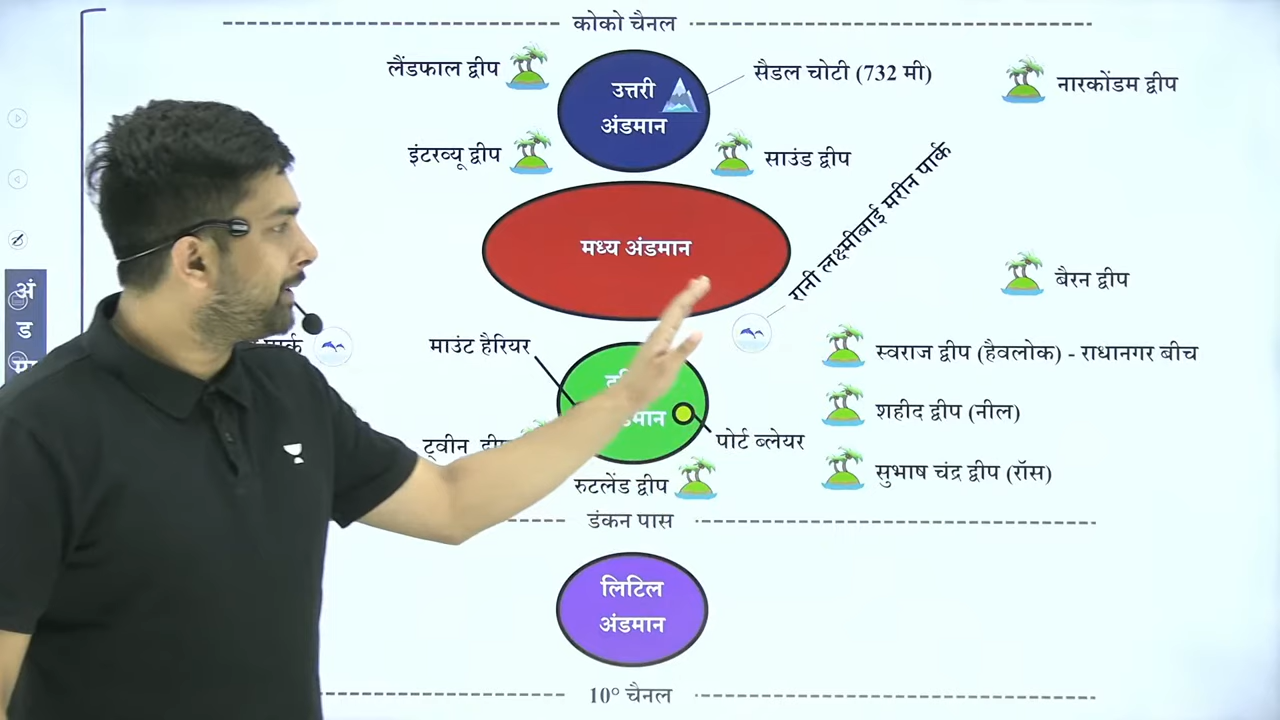 कोको चैनल
लैंडफाल द्वीप
उत्तरी
अंडमान
सैडल चोटी (732 मी)
नारकोंडम द्वीप
इंटरव्यू द्वीप
साउंड द्वीप
रानी लक्ष्मीबाई मरीन पार्क
मध्य अंडमान
बैरन द्वीप
अं
ड
पार्क
माउंट हैरियर
स्वराज द्वीप (हैवलोक) - राधानगर बीच
शहीद द्वीप (नील)
पोर्ट ब्लेयर
ट्वीन द्वीप
सुभाष चंद्र द्वीप (रॉस)
रुटलेंड द्वीप
डंकन पास
लिटिल
अंडमान
10° चैनल